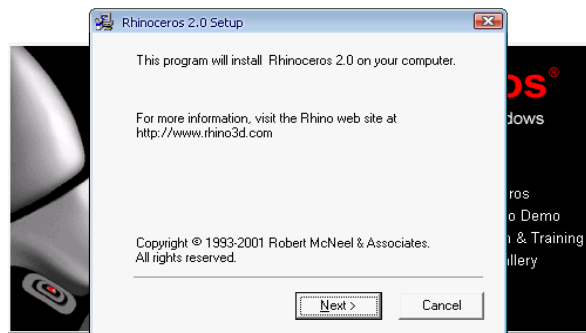 Rhinoceros 2.0 Setup
This program will install Rhinoceros 2.0 on your computer.
For more information, visit the Rhino web site at
http://www.rhino3d.com
Copyright © 1993-2001 Robert McNeel & Associates.
All rights reserved.
Next >
Cancel
os®
dows
ros
o Demo
& Training
llery